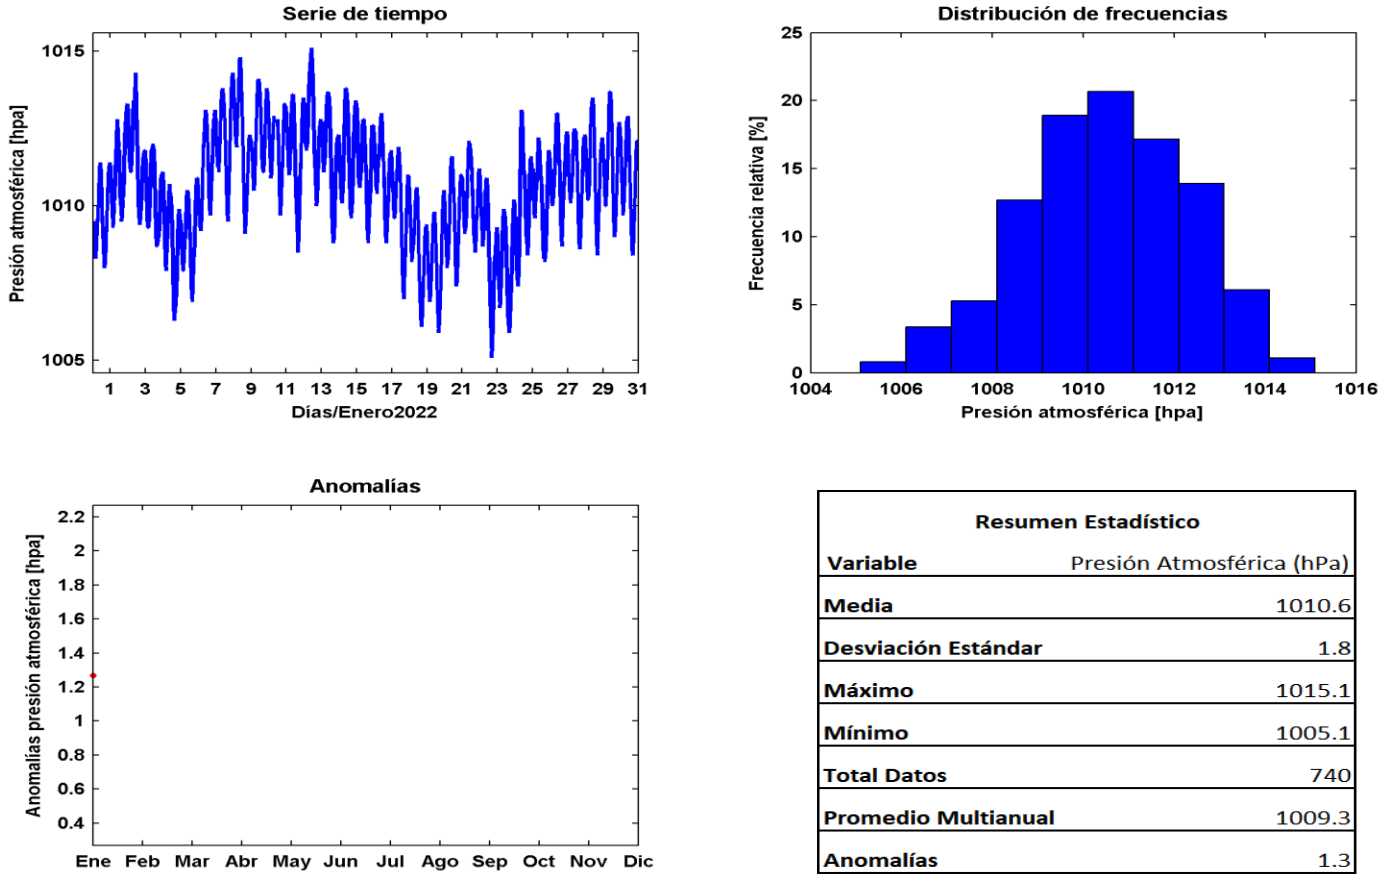 Serie de tiempo
Presión atmosférica [hpa]
1015
1010
1005
1 3 5 7 9 11 13 15 17 19 21 23 25 27 29 31
Días/Enero2022
Distribución de frecuencias
Frecuencia relativa [%]
25
20
15
10
5
0
1004 1006 1008 1010 1012 1014 1016
Presión atmosférica [hpa]
Anomalías
Anomalías presión atmosférica [hpa]
2.2
2
1.8
1.6
1.4
1.2
1
0.8
0.6
0.4
Ene Feb Mar Abr May Jun Jul Ago Sep Oct Nov Dic
Resumen Estadístico
Variable Presión Atmosférica (hPa)
Media 1010.6
Desviación Estándar 1.8
Máximo 1015.1
Mínimo 1005.1
Total Datos 740
Promedio Multianual 1009.3
Anomalías 1.3